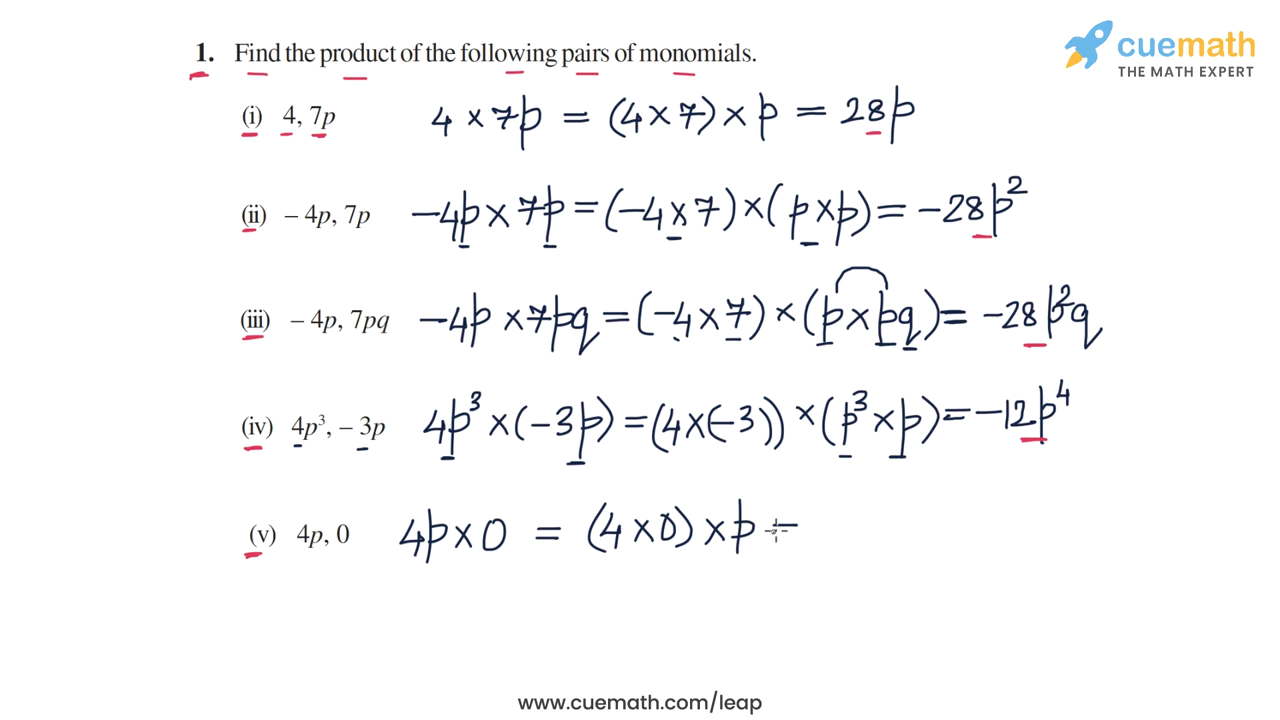 cuemath
THE MATH EXPERT
1. Find the product of the following pairs of monomials.
(i) 4, 7p 4 × 7p = (4 × 7) × p = 28p
(ii) – 4p, 7p −4p × 7p = (−4 × 7) × (p × p) = −28p²
(iii) – 4p, 7pq −4p × 7pq = (−4 × 7) × (p × pq) = −28p²q
(iv) 4p³, – 3p 4p³ × (−3p) = (4 × (−3)) × (p³ × p) = −12p⁴
(v) 4p, 0 4p × 0 = (4 × 0) × p =
www.cuemath.com/leap